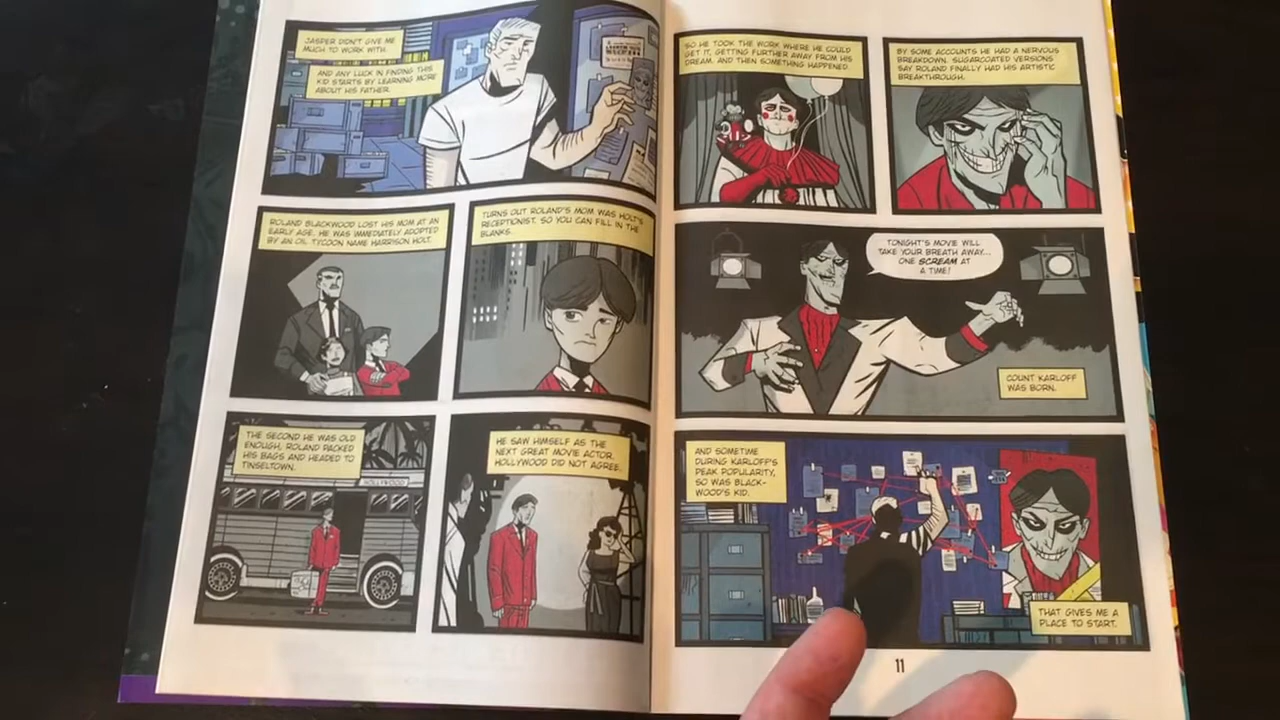 JASPER DIDN'T GIVE ME
MUCH TO WORK WITH.
AND ANY LUCK IN FINDING THIS
KID STARTS BY LEARNING MORE
ABOUT HIS FATHER.
ROLAND BLACKWOOD LOST HIS MOM AT AN
EARLY AGE. HE WAS IMMEDIATELY ADOPTED
BY AN OIL TYCOON NAME HARRISON HOLT.
TURNS OUT ROLAND'S MOM WAS HOLT'S
RECEPTIONIST. SO YOU CAN FILL IN THE
BLANKS.
THE SECOND HE WAS OLD
ENOUGH, ROLAND PACKED
HIS BAGS AND HEADED TO
TINSELTOWN.
HOLLYWOOD
HE SAW HIMSELF AS THE
NEXT GREAT MOVIE ACTOR.
HOLLYWOOD DID NOT AGREE.
SO HE TOOK THE WORK WHERE HE COULD
GET IT, GETTING FURTHER AWAY FROM HIS
DREAM. AND THEN SOMETHING HAPPENED.
BY SOME ACCOUNTS HE HAD A NERVOUS
BREAKDOWN. SUGARCOATED VERSIONS
SAY ROLAND FINALLY HAD HIS ARTISTIC
BREAKTHROUGH.
TONIGHT'S MOVIE WILL
TAKE YOUR BREATH AWAY...
ONE SCREAM AT
A TIME!
COUNT KARLOFF
WAS BORN.
AND SOMETIME
DURING KARLOFF'S
PEAK POPULARITY,
SO WAS BLACK-
WOOD'S KID.
THAT GIVES ME A
PLACE TO START.
11